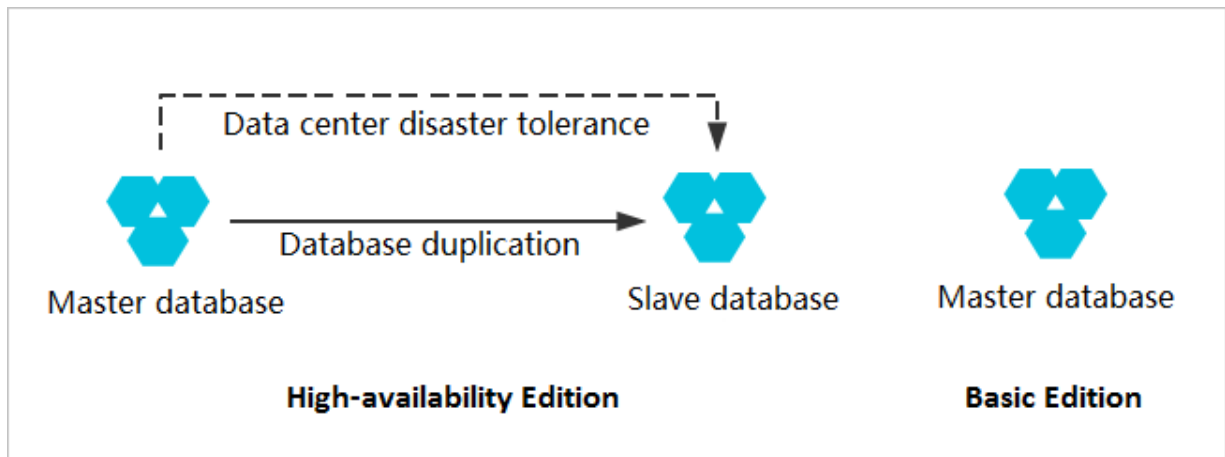 Data center disaster tolerance
Database duplication
Master database
Slave database
Master database
High-availability Edition
Basic Edition